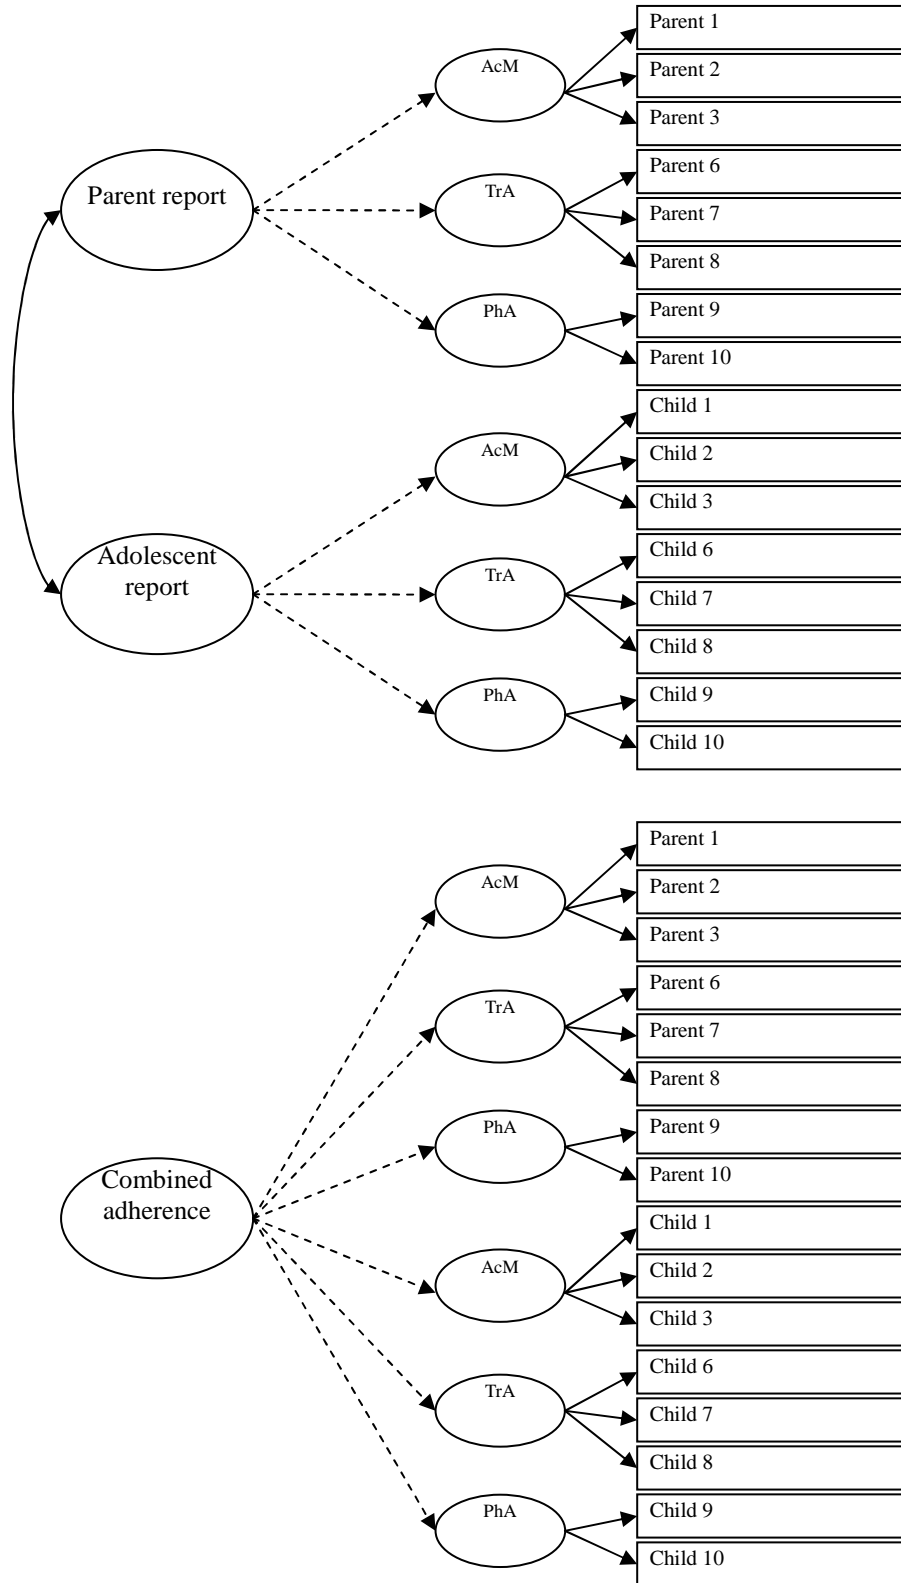 Parent 1
AcM
Parent 2
Parent 3
Parent report
Parent 6
TrA
Parent 7
Parent 8
PhA
Parent 9
Parent 10
Child 1
AcM
Child 2
Child 3
Adolescent
report
Child 6
TrA
Child 7
Child 8
PhA
Child 9
Child 10
Parent 1
AcM
Parent 2
Parent 3
Parent 6
TrA
Parent 7
Parent 8
PhA
Parent 9
Parent 10
Combined
adherence
Child 1
AcM
Child 2
Child 3
Child 6
TrA
Child 7
Child 8
PhA
Child 9
Child 10